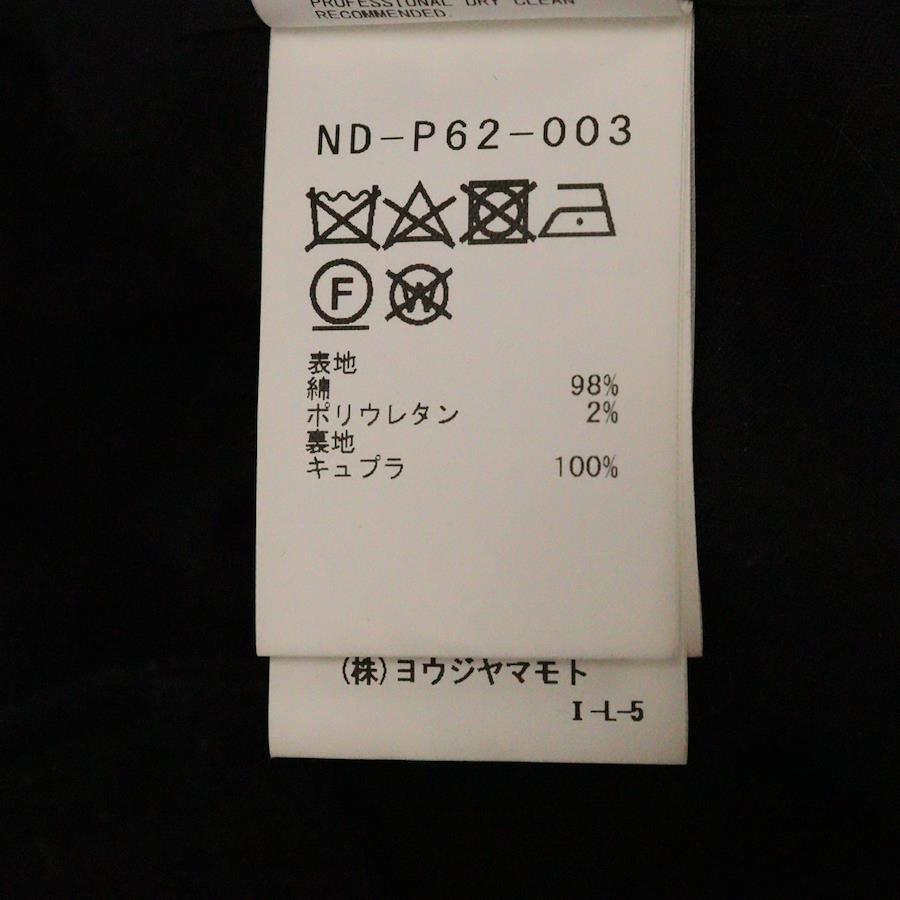 PROFESSIONAL DRY CLEAN
RECOMMENDED.
ND-P62-003
F
W
表地
綿 98%
ポリウレタン 2%
裏地
キュプラ 100%
(株)ヨウジヤマモト
I-L-5